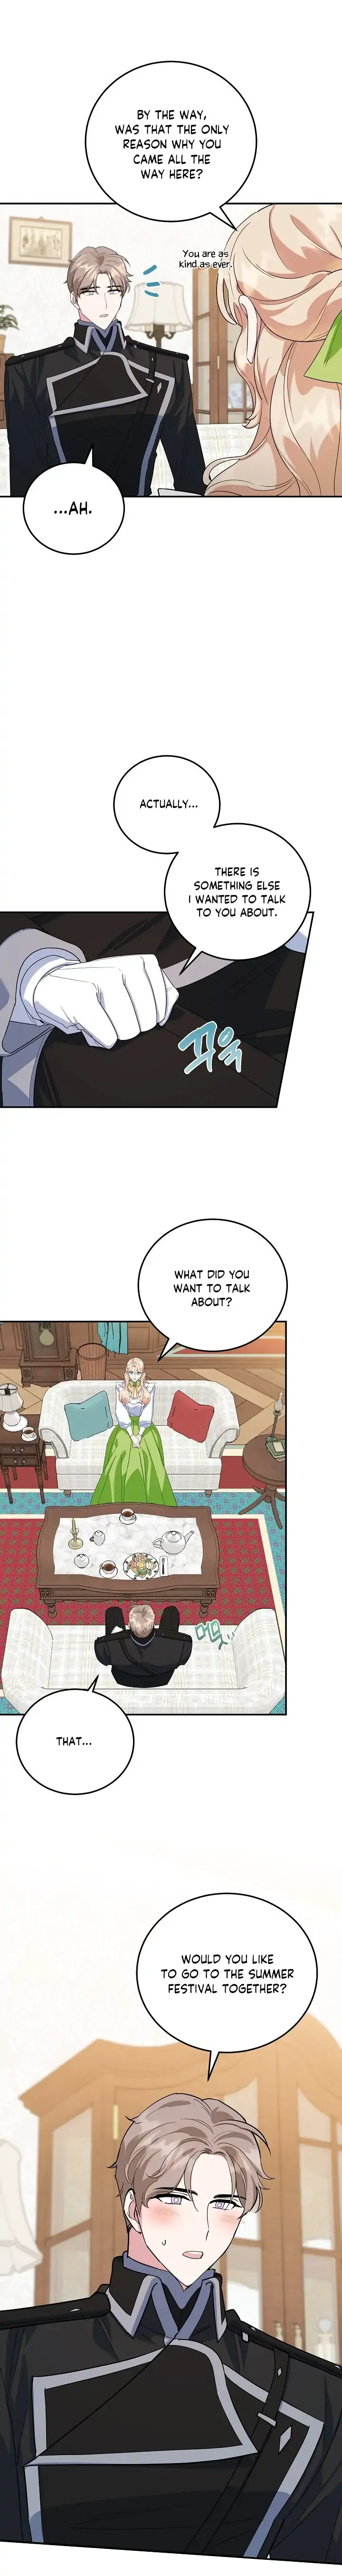 BY THE WAY,
WAS THAT THE ONLY
REASON WHY YOU
CAME ALL THE
WAY HERE?
You are as
kind as ever.
...AH.
ACTUALLY...
THERE IS
SOMETHING ELSE
I WANTED TO TALK
TO YOU ABOUT.
꾸욱
WHAT DID YOU
WANT TO TALK
ABOUT?
THAT...
WOULD YOU LIKE
TO GO TO THE SUMMER
FESTIVAL TOGETHER?